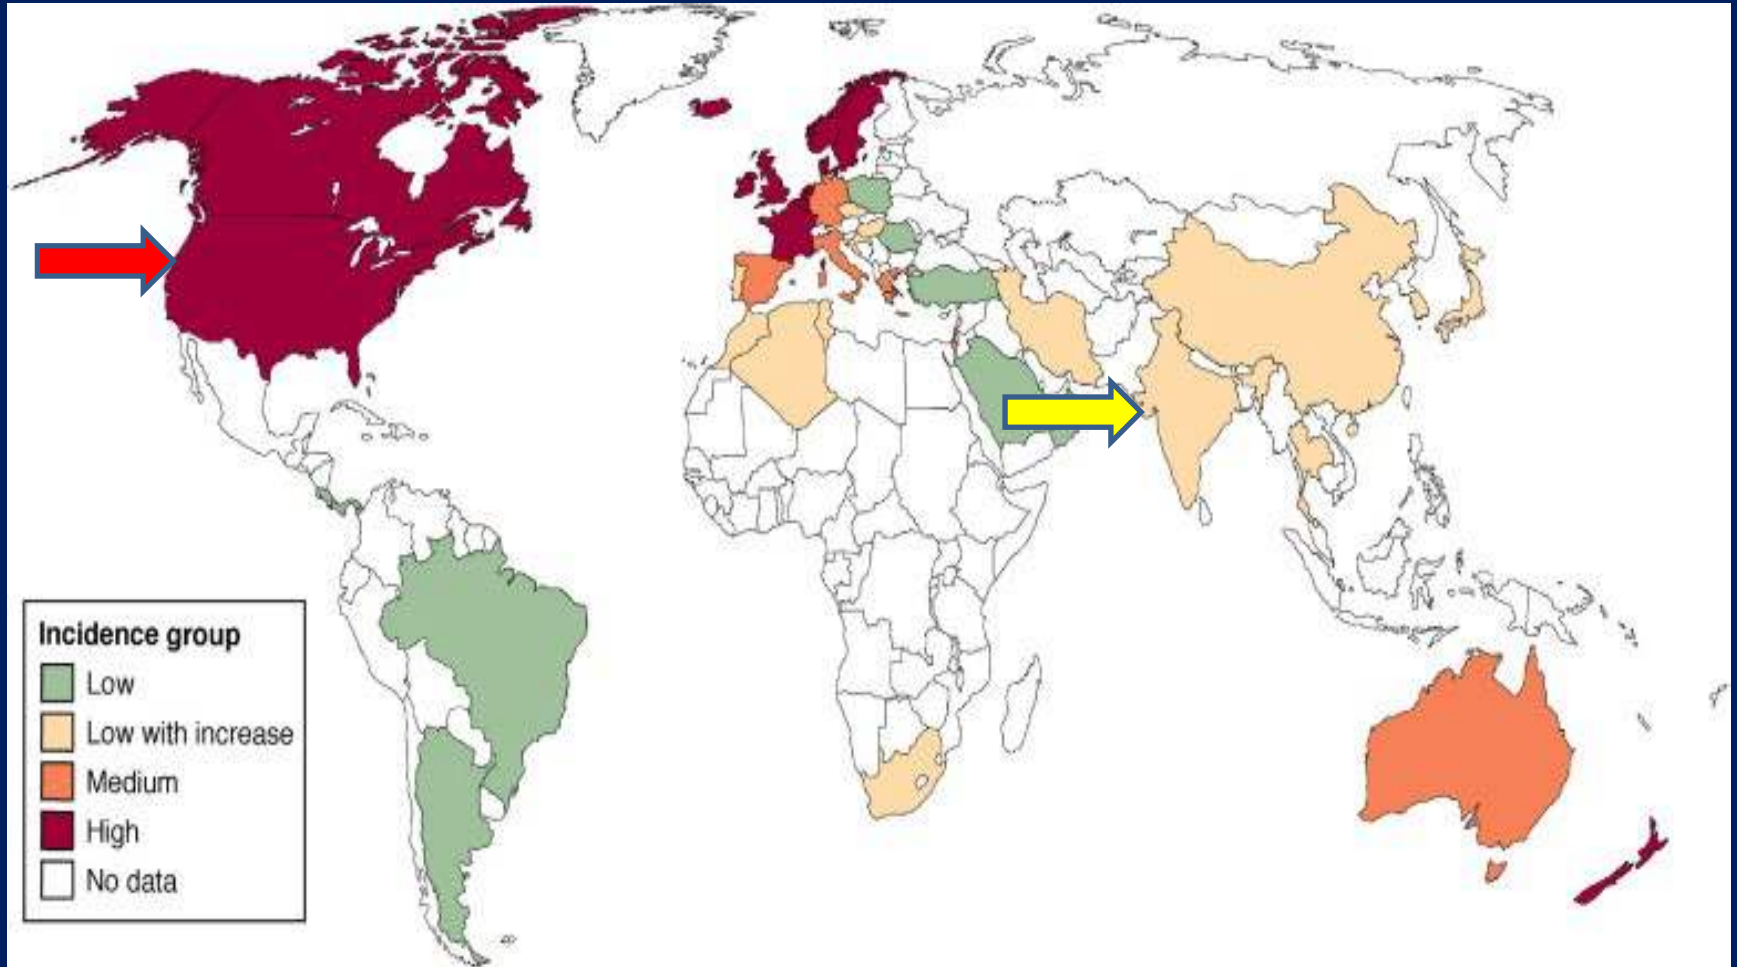 Incidence group
Low
Low with increase
Medium
High
No data